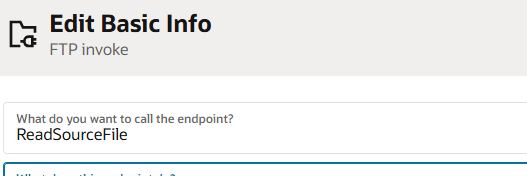 Edit Basic Info
FTP invoke
What do you want to call the endpoint?
ReadSourceFile